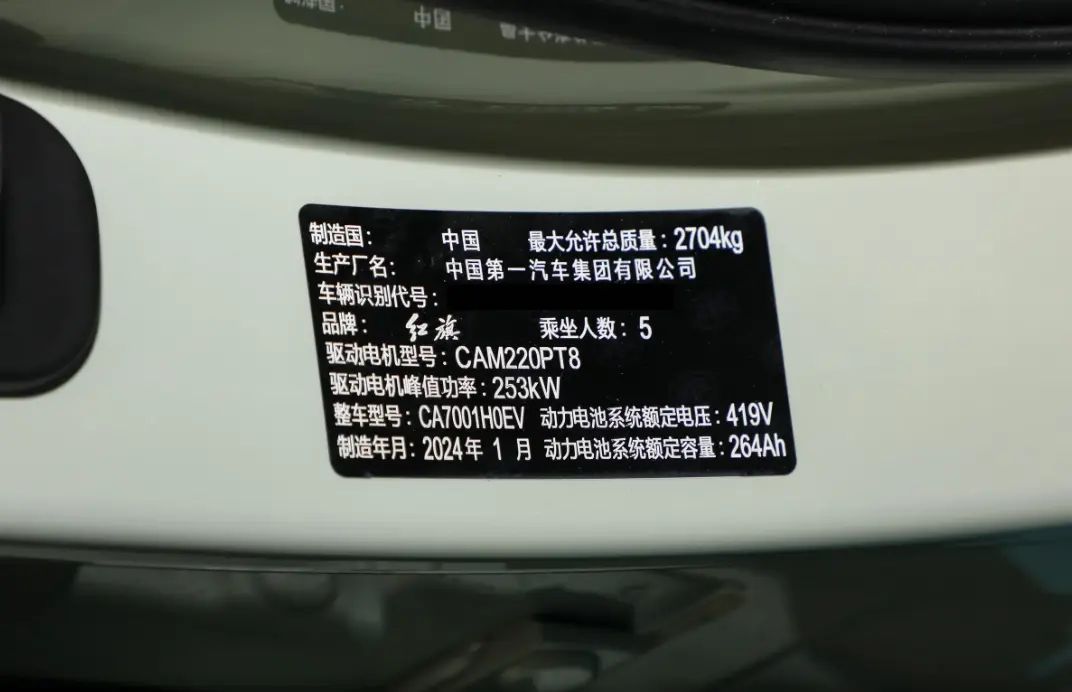 制造国: 中国 最大允许总质量: 2704kg
生产厂名: 中国第一汽车集团有限公司
车辆识别代号:
品牌: 红旗 乘坐人数: 5
驱动电机型号: CAM220PT8
驱动电机峰值功率: 253kW
整车型号: CA7001H0EV 动力电池系统额定电压: 419V
制造年月: 2024年 1 月 动力电池系统额定容量: 264Ah